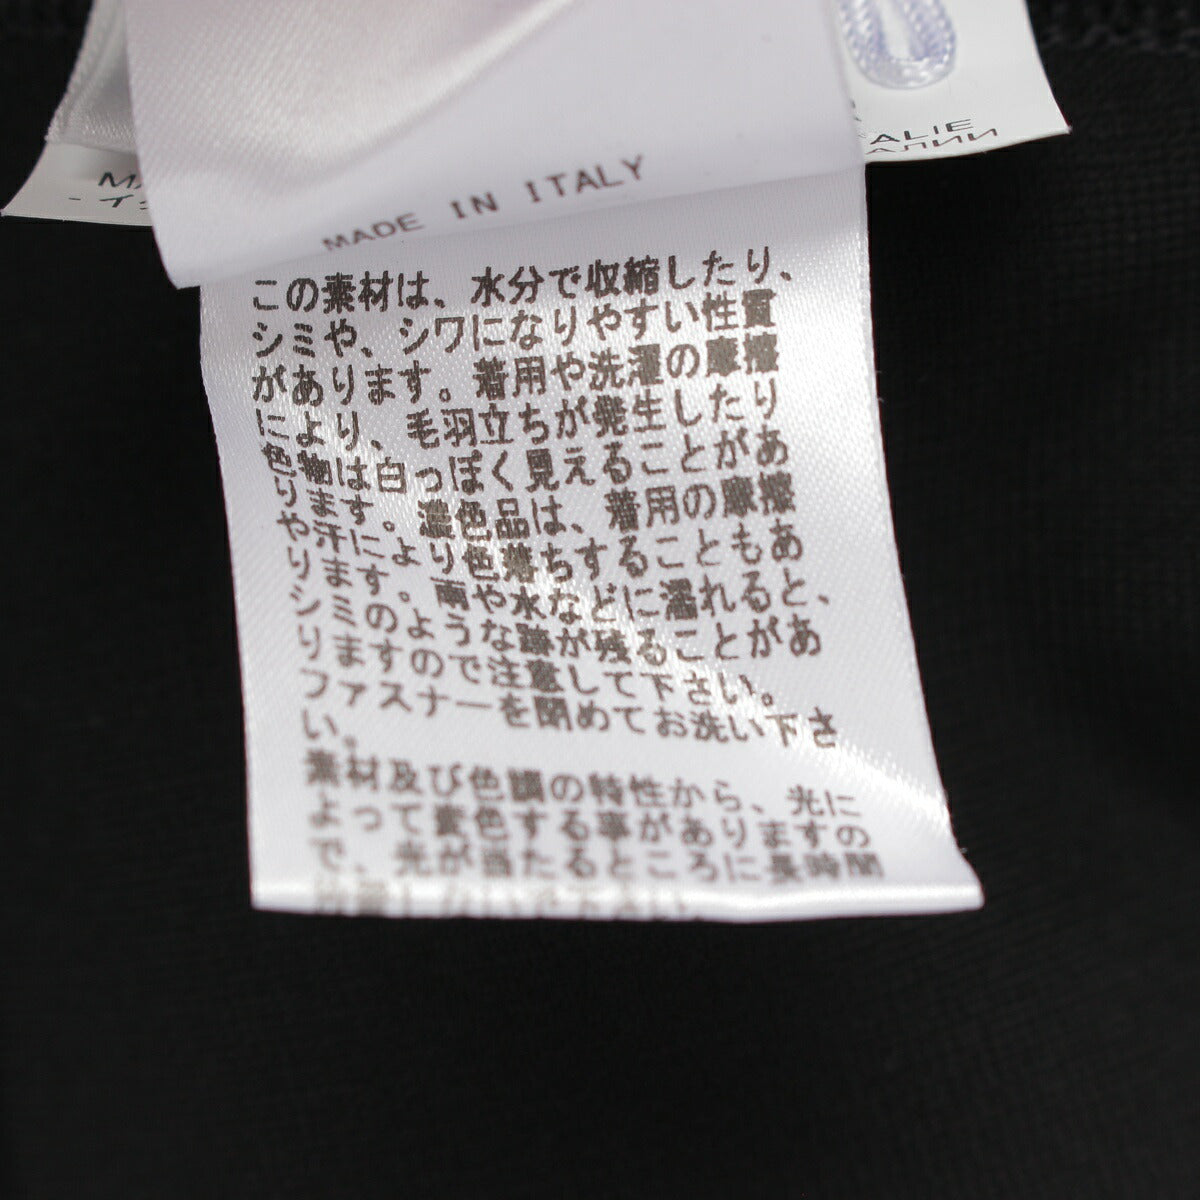 MA
- イ
ALIE
АЛИИ
MADE IN ITALY
この素材は、水分で収縮したり、
シミや、シワになりやすい性質
があります。着用や洗濯の摩擦
により、毛羽立ちが発生したり
色物は白っぽく見えることがあ
ります。濃色品は、着用の摩擦
や汗により色落ちすることもあ
ります。雨や水などに濡れると、
シミのような跡が残ることがあ
りますので注意して下さい。
ファスナーを閉めてお洗い下さ
い。
素材及び色調の特性から、光に
よって変色する事がありますの
で、光が当たるところに長時間